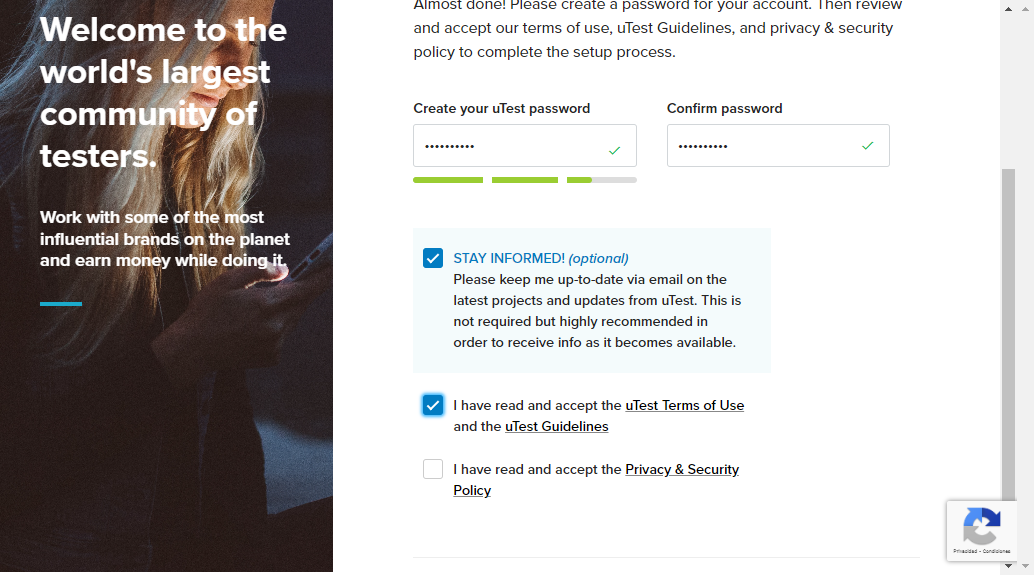 Welcome to the
world's largest
community of
testers.
Work with some of the most
influential brands on the planet
and earn money while doing it.
Almost done! Please create a password for your account. Then review
and accept our terms of use, uTest Guidelines, and privacy & security
policy to complete the setup process.
Create your uTest password
Confirm password
••••••••••
••••••••••
STAY INFORMED! (optional)
Please keep me up-to-date via email on the
latest projects and updates from uTest. This is
not required but highly recommended in
order to receive info as it becomes available.
I have read and accept the uTest Terms of Use
and the uTest Guidelines
I have read and accept the Privacy & Security
Policy
Privacidad - Condiciones